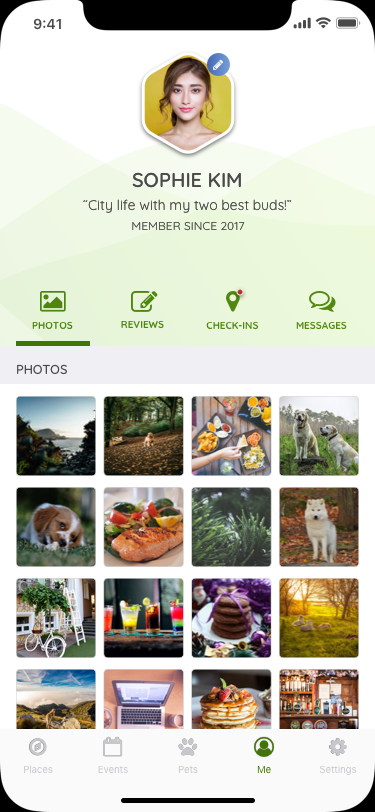 9:41
SOPHIE KIM
“City life with my two best buds!”
MEMBER SINCE 2017
PHOTOS
REVIEWS
CHECK-INS
MESSAGES
PHOTOS
Places
Events
Pets
Me
Settings